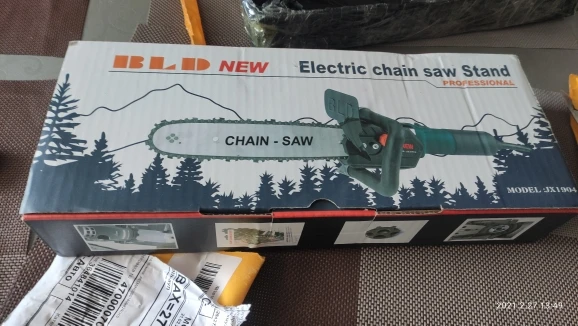 BLD NEW
Electric chain saw Stand
PROFESSIONAL
CHAIN - SAW
MODEL: JX1904
2021.2.27 13:49